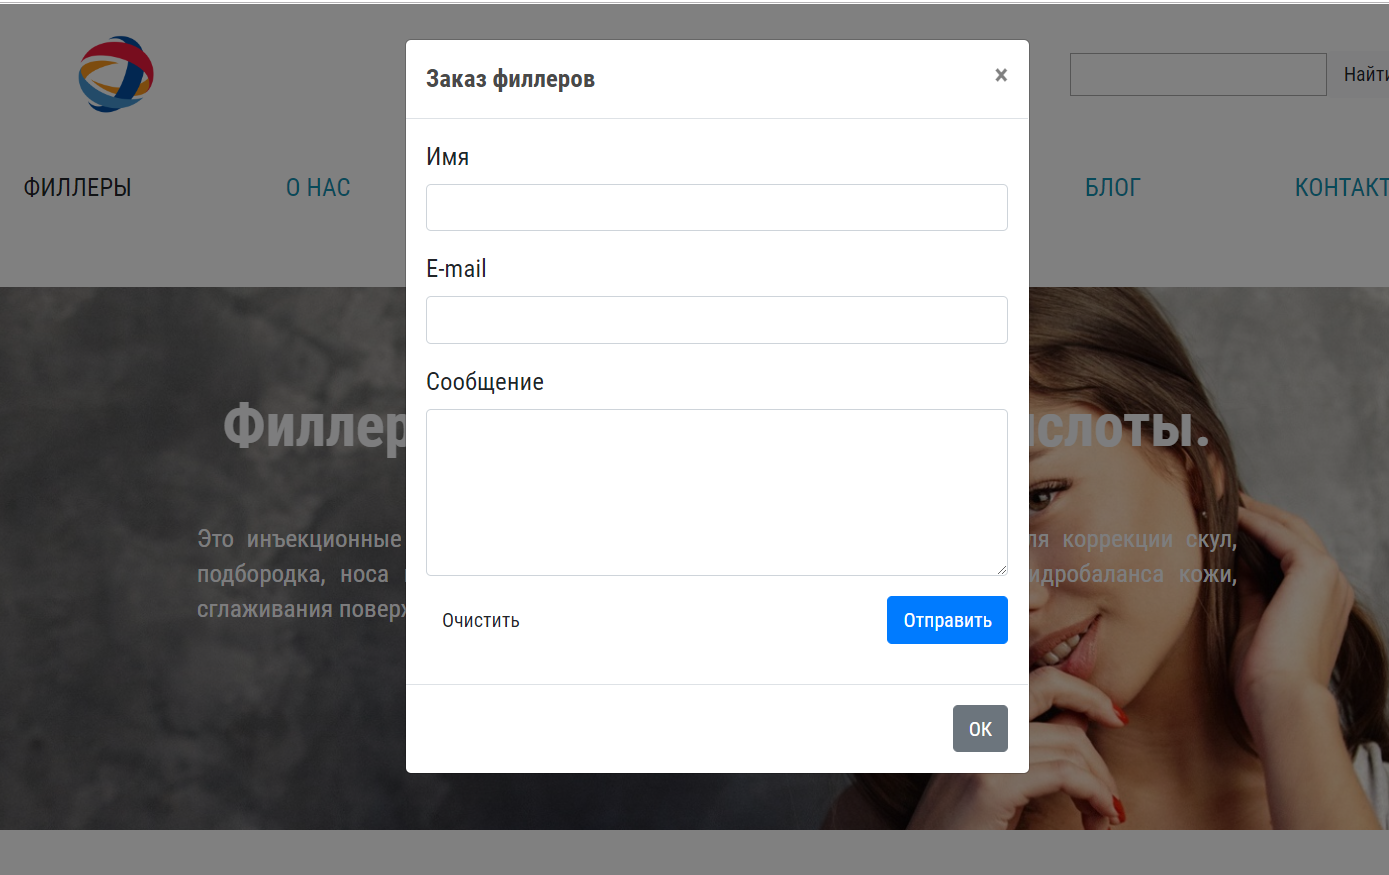 Заказ филлеров
×
Найти
Имя
ФИЛЛЕРЫ
О НАС
БЛОГ
КОНТАКТ
E-mail
Сообщение
Филлер
ислоты.
Это инъекционные
ля коррекции скул,
подбородка, носа
идробаланса кожи,
сглаживания поверх
Очистить
Отправить
OK